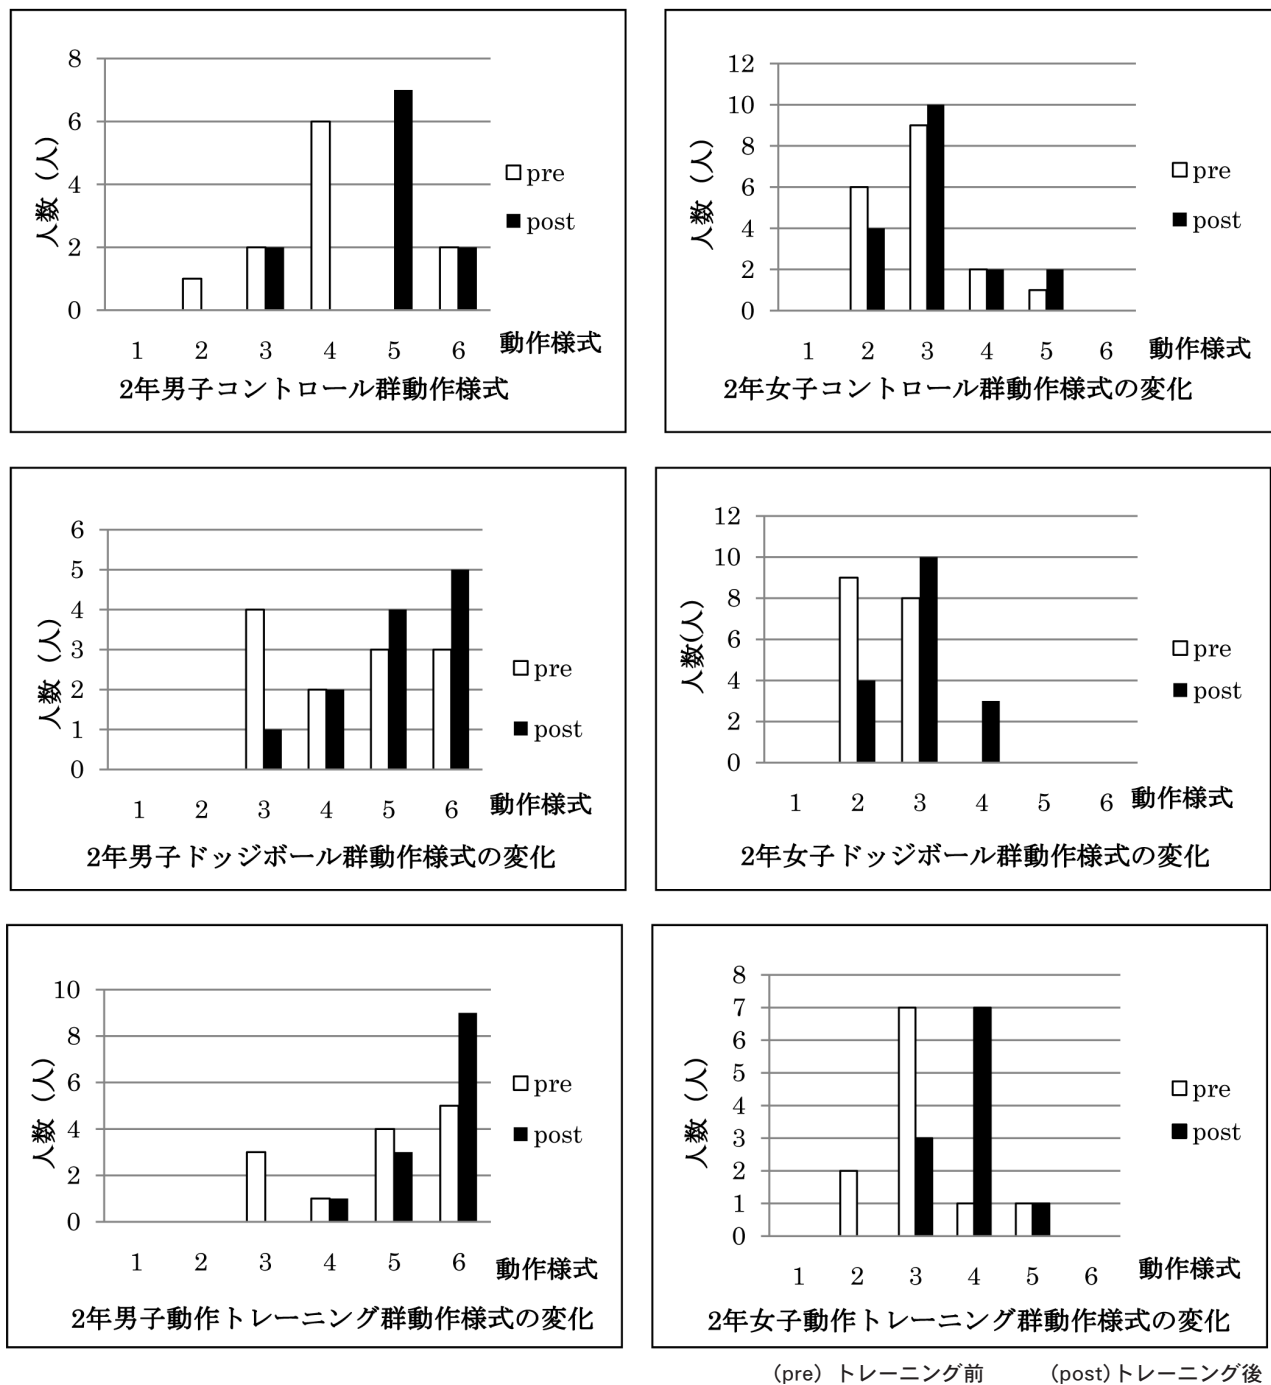 8
6
4
2
0
人数（人）
1 2 3 4 5 6 動作様式
pre
post
2年男子コントロール群動作様式
12
10
8
6
4
2
0
人数（人）
1 2 3 4 5 6 動作様式
pre
post
2年女子コントロール群動作様式の変化
6
5
4
3
2
1
0
人数（人）
1 2 3 4 5 6 動作様式
pre
post
2年男子ドッジボール群動作様式の変化
12
10
8
6
4
2
0
人数(人)
1 2 3 4 5 6 動作様式
pre
post
2年女子ドッジボール群動作様式の変化
10
8
6
4
2
0
人数（人）
1 2 3 4 5 6 動作様式
pre
post
2年男子動作トレーニング群動作様式の変化
8
7
6
5
4
3
2
1
0
人数（人）
1 2 3 4 5 6 動作様式
pre
post
2年女子動作トレーニング群動作様式の変化
(pre) トレーニング前 (post)トレーニング後